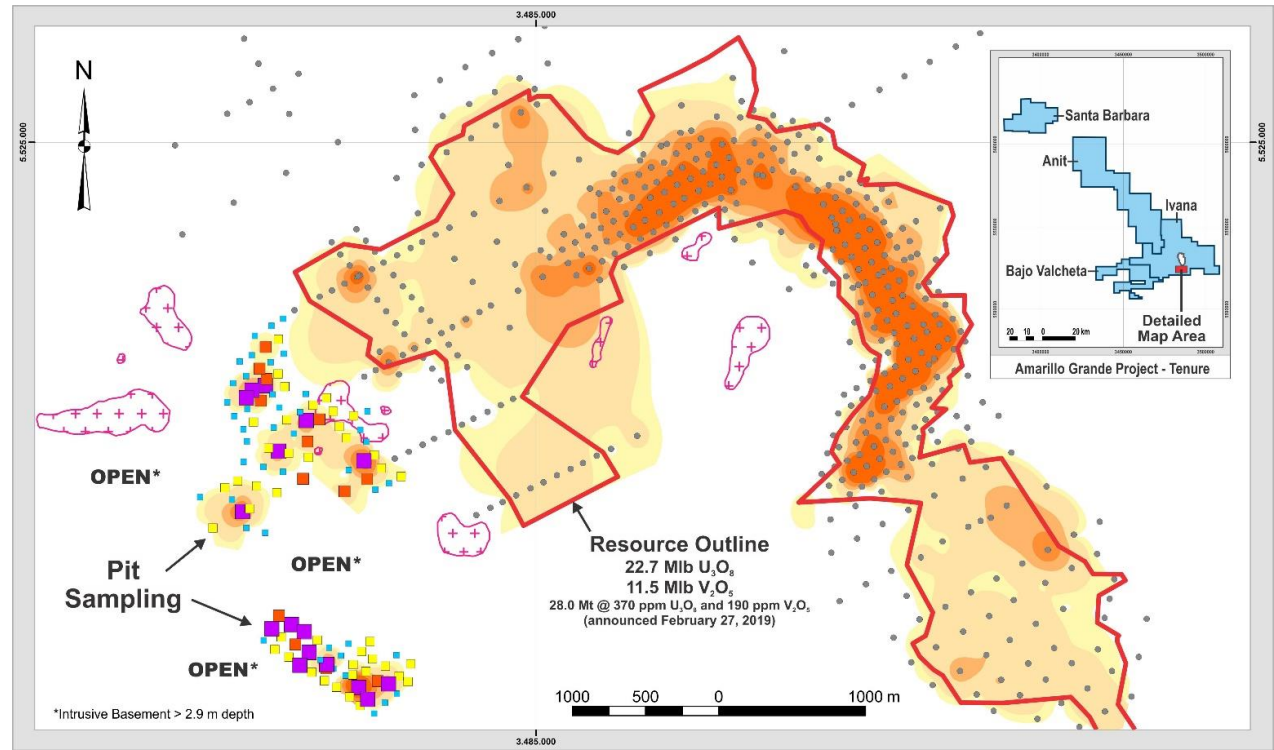 3.485.000
N
5.525.000
5.525.000
Santa Barbara
Anit
Ivana
Bajo Valcheta
Detailed
Map Area
20 10 0 20 km
Amarillo Grande Project - Tenure
OPEN*
Pit
Sampling
OPEN*
OPEN*
Resource Outline
22.7 Mlb U₃O₈
11.5 Mlb V₂O₅
28.0 Mt @ 370 ppm U₃O₈ and 190 ppm V₂O₅
(announced February 27, 2019)
*Intrusive Basement > 2.9 m depth
1000 500 0 1000 m
3.485.000